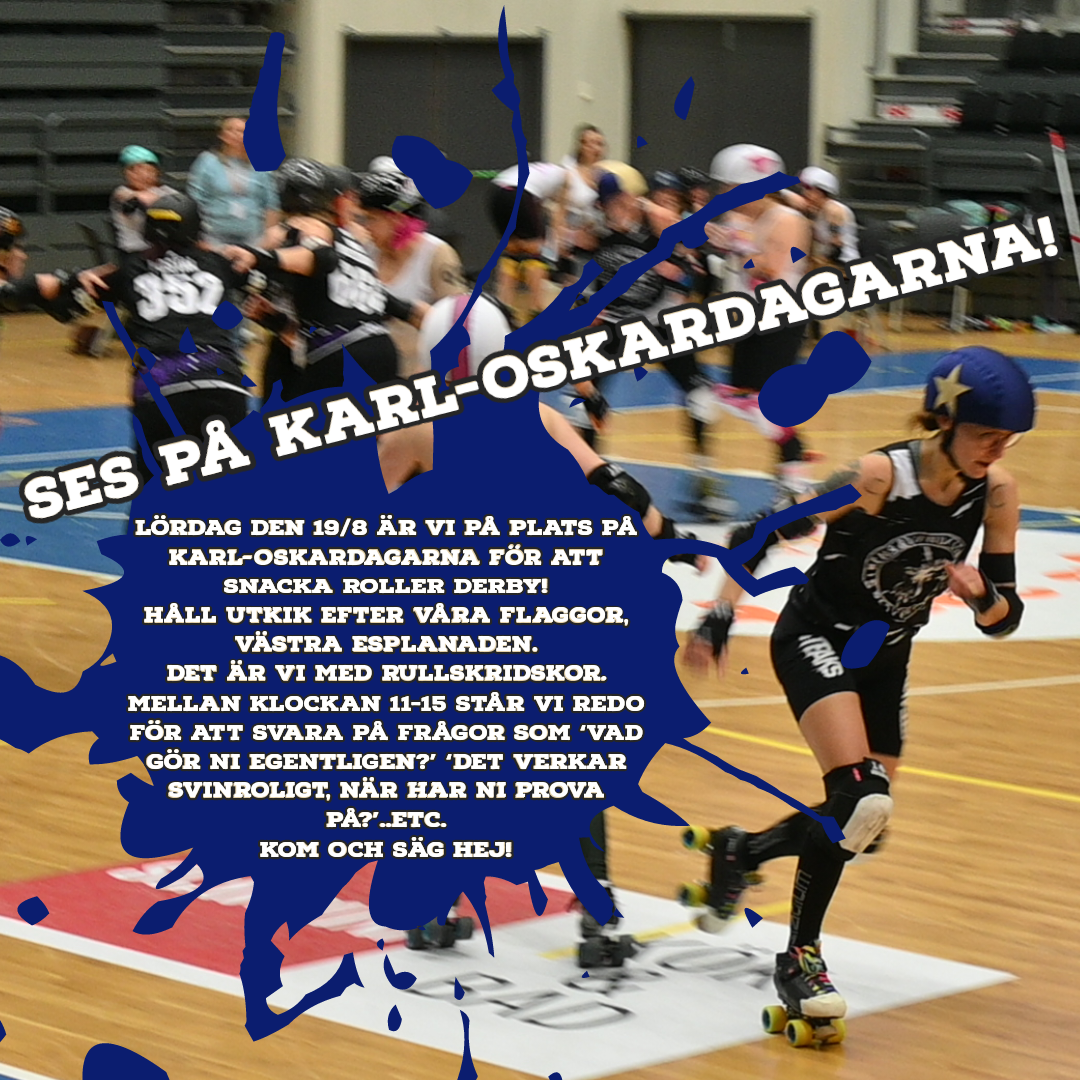 SES PÅ KARL-OSKARDAGARNA!
LÖRDAG DEN 19/8 ÄR VI PÅ PLATS PÅ
KARL-OSKARDAGARNA FÖR ATT
SNACKA ROLLER DERBY!
HÅLL UTKIK EFTER VÅRA FLAGGOR,
VÄSTRA ESPLANADEN.
DET ÄR VI MED RULLSKRIDSKOR.
MELLAN KLOCKAN 11-15 STÅR VI REDO
FÖR ATT SVARA PÅ FRÅGOR SOM ‘VAD
GÖR NI EGENTLIGEN?’ ‘DET VERKAR
SVINROLIGT, NÄR HAR NI PROVA
PÅ?’..ETC.
KOM OCH SÄG HEJ!
352